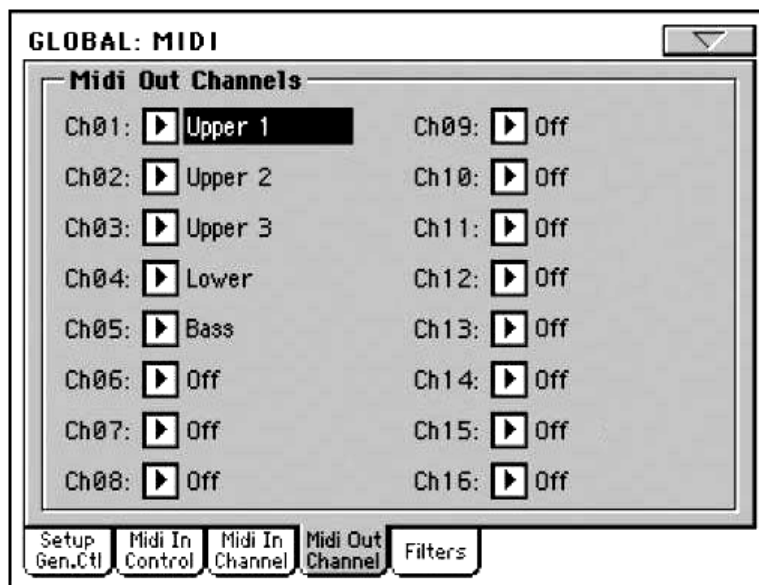 GLOBAL: MIDI
Midi Out Channels
Ch01: Upper 1
Ch02: Upper 2
Ch03: Upper 3
Ch04: Lower
Ch05: Bass
Ch06: Off
Ch07: Off
Ch08: Off
Ch09: Off
Ch10: Off
Ch11: Off
Ch12: Off
Ch13: Off
Ch14: Off
Ch15: Off
Ch16: Off
Setup Gen.Ctl
Midi In Control
Midi In Channel
Midi Out Channel
Filters